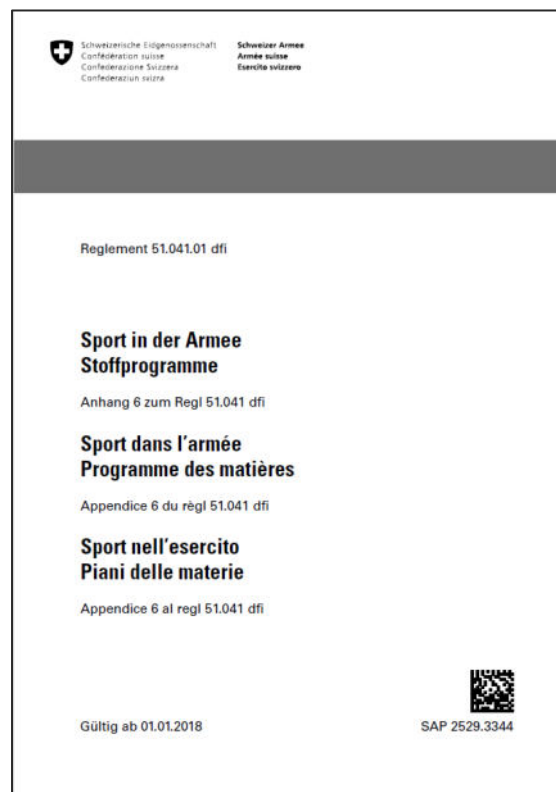 Schweizerische Eidgenossenschaft
Confédération suisse
Confederazione Svizzera
Confederaziun svizra
Schweizer Armee
Armée suisse
Esercito svizzero
Reglement 51.041.01 dfi
Sport in der Armee
Stoffprogramme
Anhang 6 zum Regl 51.041 dfi
Sport dans l'armée
Programme des matières
Appendice 6 du règl 51.041 dfi
Sport nell'esercito
Piani delle materie
Appendice 6 al regl 51.041 dfi
Gültig ab 01.01.2018
SAP 2529.3344